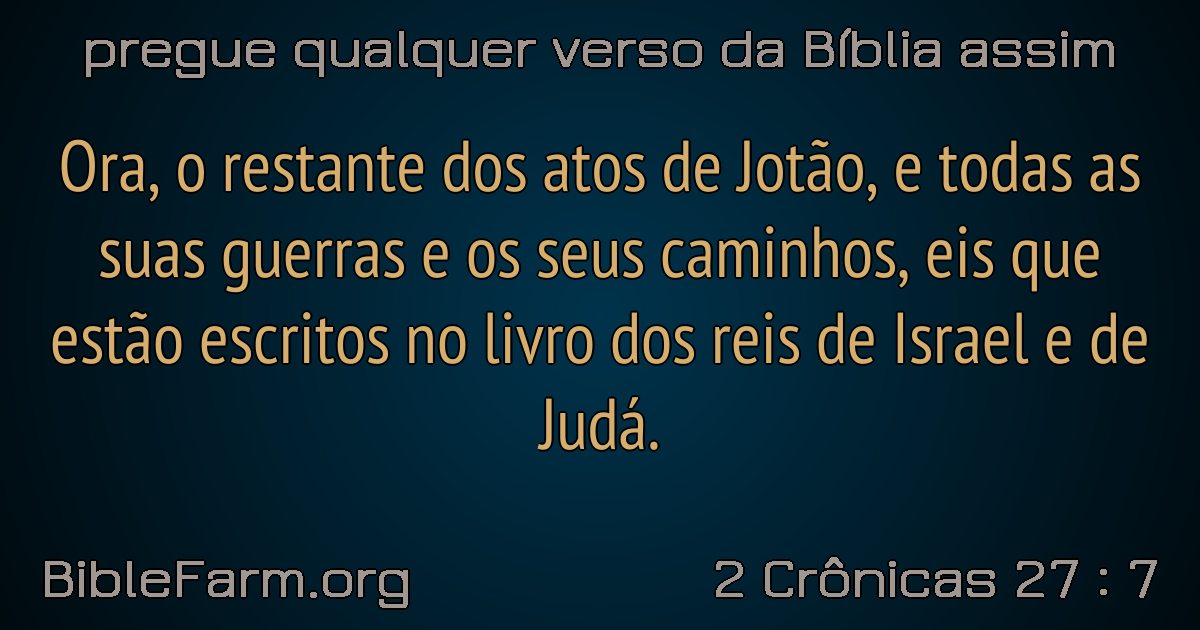 pregue qualquer verso da Bíblia assim
Ora, o restante dos atos de Jotão, e todas as
suas guerras e os seus caminhos, eis que
estão escritos no livro dos reis de Israel e de
Judá.
BibleFarm.org
2 Crônicas 27 : 7